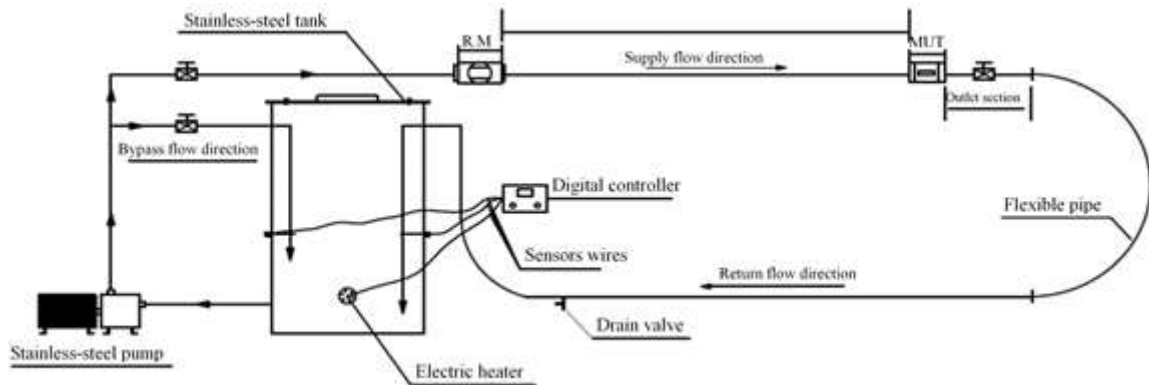 Stainless-steel tank
R.M
MUT
Supply flow direction
Outlet section
Bypass flow direction
Digital controller
Flexible pipe
Sensors wires
Return flow direction
Drain valve
Stainless-steel pump
Electric heater